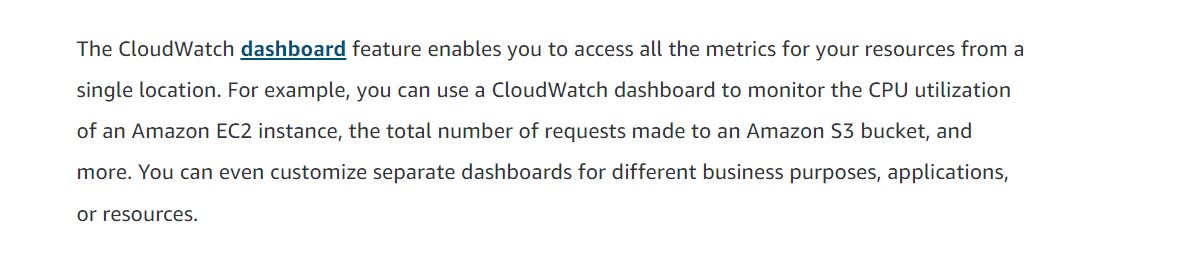 The CloudWatch dashboard feature enables you to access all the metrics for your resources from a
single location. For example, you can use a CloudWatch dashboard to monitor the CPU utilization
of an Amazon EC2 instance, the total number of requests made to an Amazon S3 bucket, and
more. You can even customize separate dashboards for different business purposes, applications,
or resources.